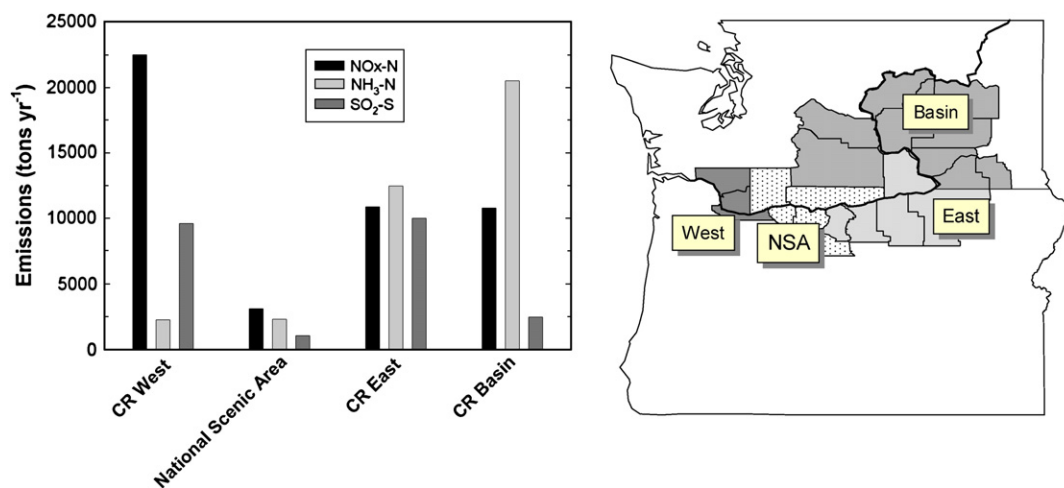 Emissions (tons yr⁻¹)
25000
20000
15000
10000
5000
0
NOx-N
NH₃-N
SO₂-S
CR West
National Scenic Area
CR East
CR Basin
Basin
West
NSA
East